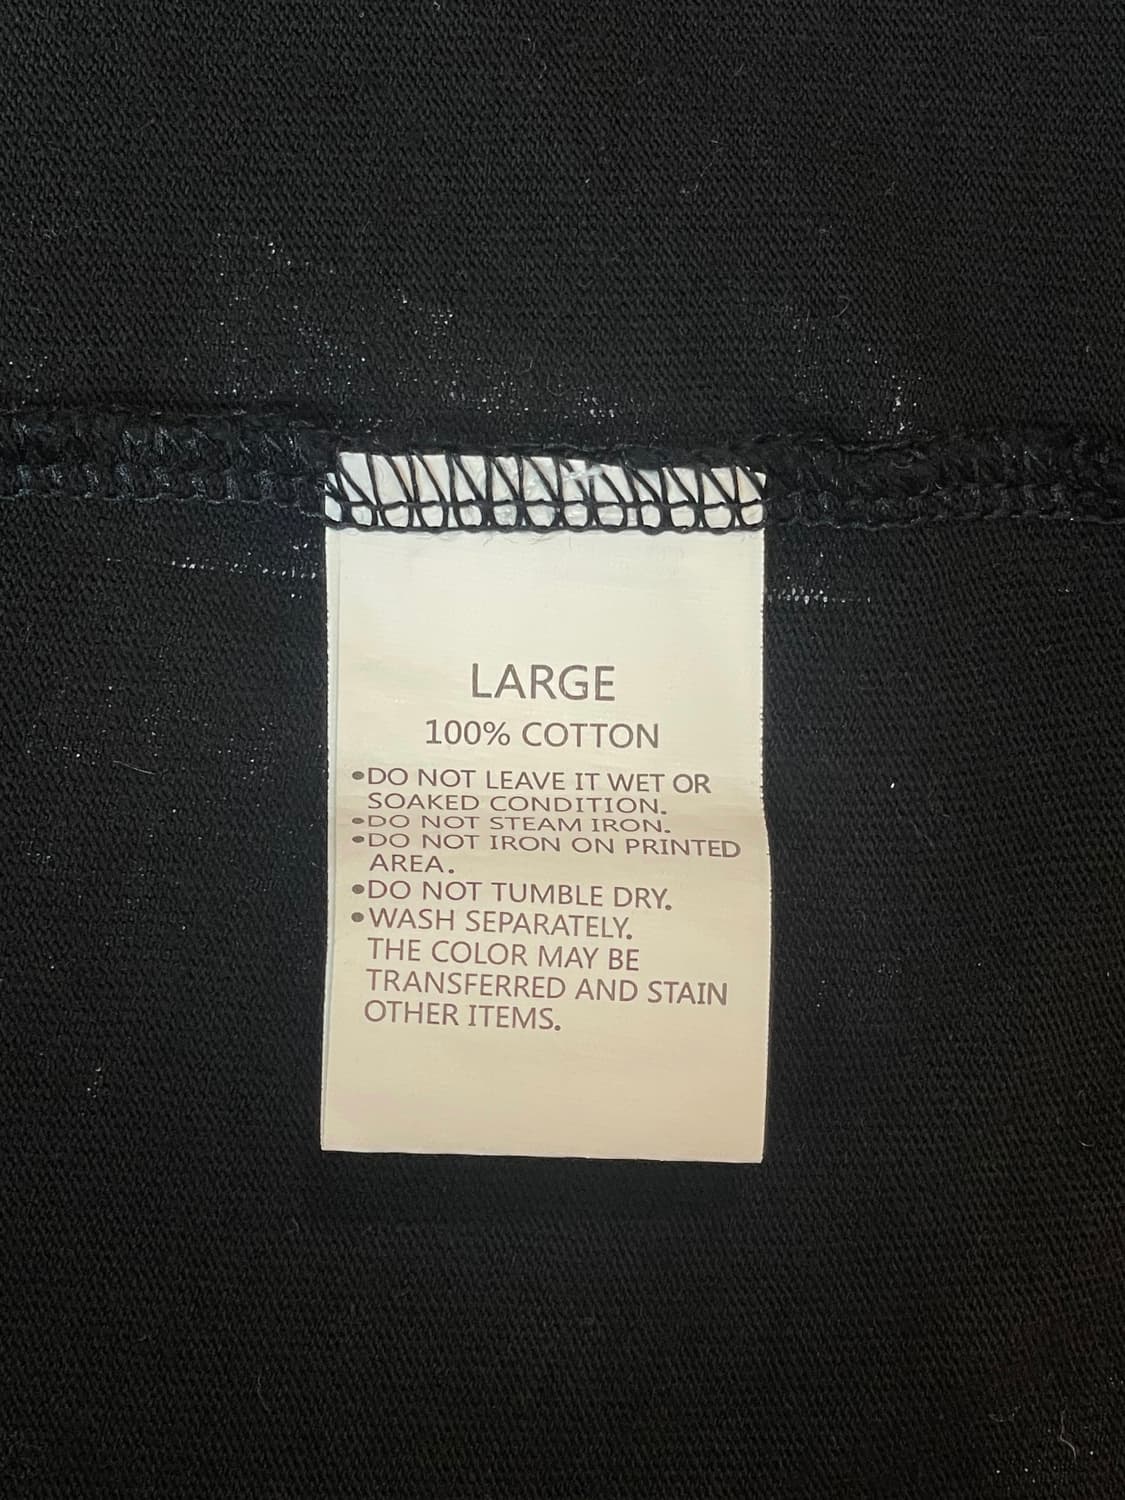 LARGE
100% COTTON
•DO NOT LEAVE IT WET OR
SOAKED CONDITION.
•DO NOT STEAM IRON.
•DO NOT IRON ON PRINTED
AREA.
•DO NOT TUMBLE DRY.
•WASH SEPARATELY.
THE COLOR MAY BE
TRANSFERRED AND STAIN
OTHER ITEMS.